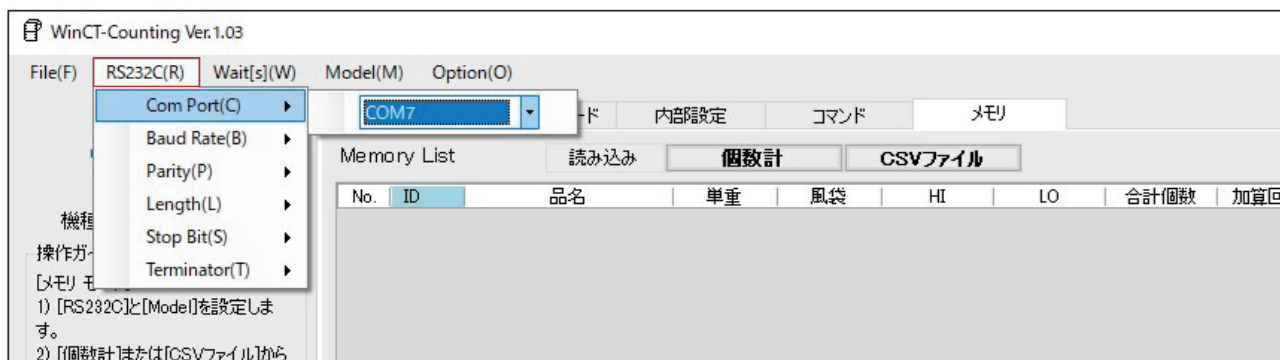 WinCT-Counting Ver.1.03
File(F) RS232C(R) Wait[s](W) Model(M) Option(O)
Com Port(C) COM7
内部設定 コマンド メモリ
Baud Rate(B)
Memory List 読み込み 個数計 CSVファイル
Parity(P)
No. ID 品名 単重 風袋 HI LO 合計個数 加算回
Length(L)
機種
Stop Bit(S)
操作ガイ
Terminator(T)
[メモリ モ
1) [RS232C]と[Model]を設定しま
す。
2) [個数計]または[CSVファイル]から